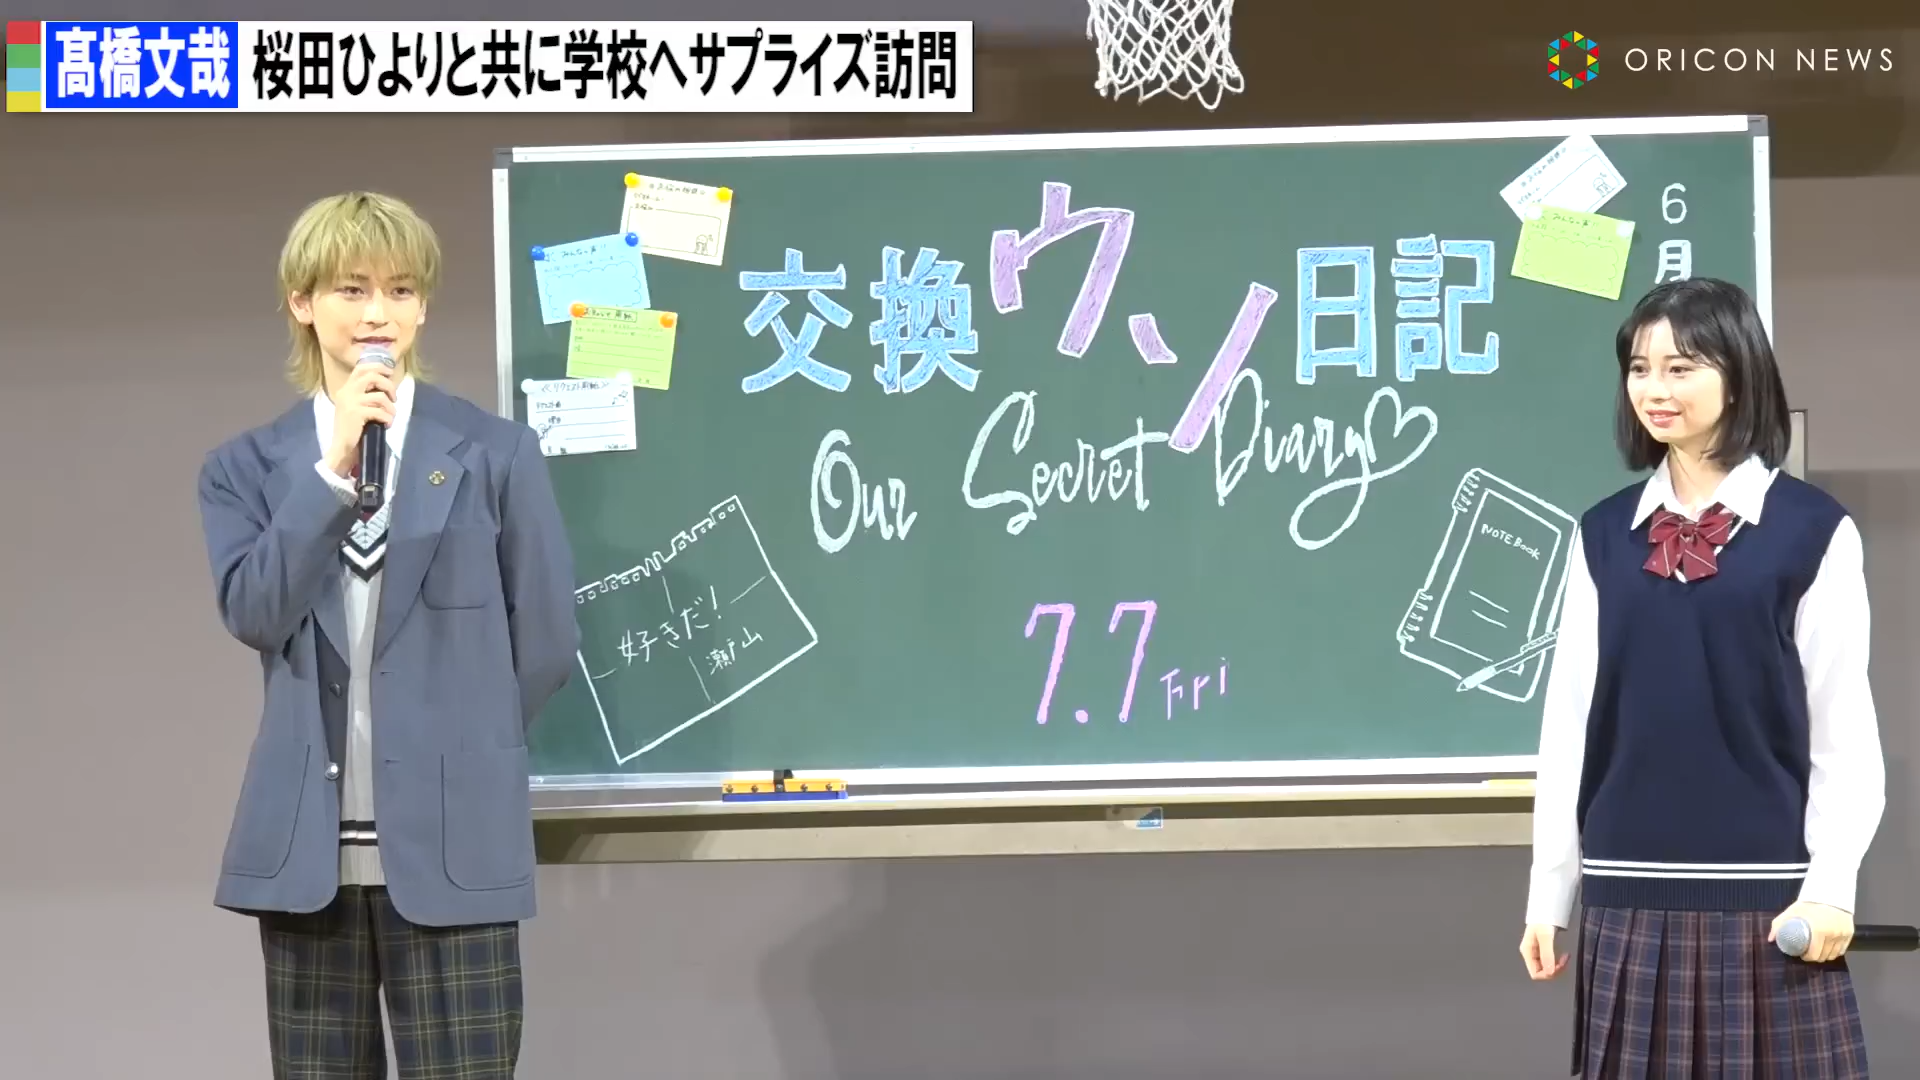 髙橋文哉 桜田ひよりと共に学校へサプライズ訪問
ORICON NEWS
交換ウソ日記
Our Secret Diary
7.7 Fri
6月
好きだ!
瀬戸山
NOTE BOOK